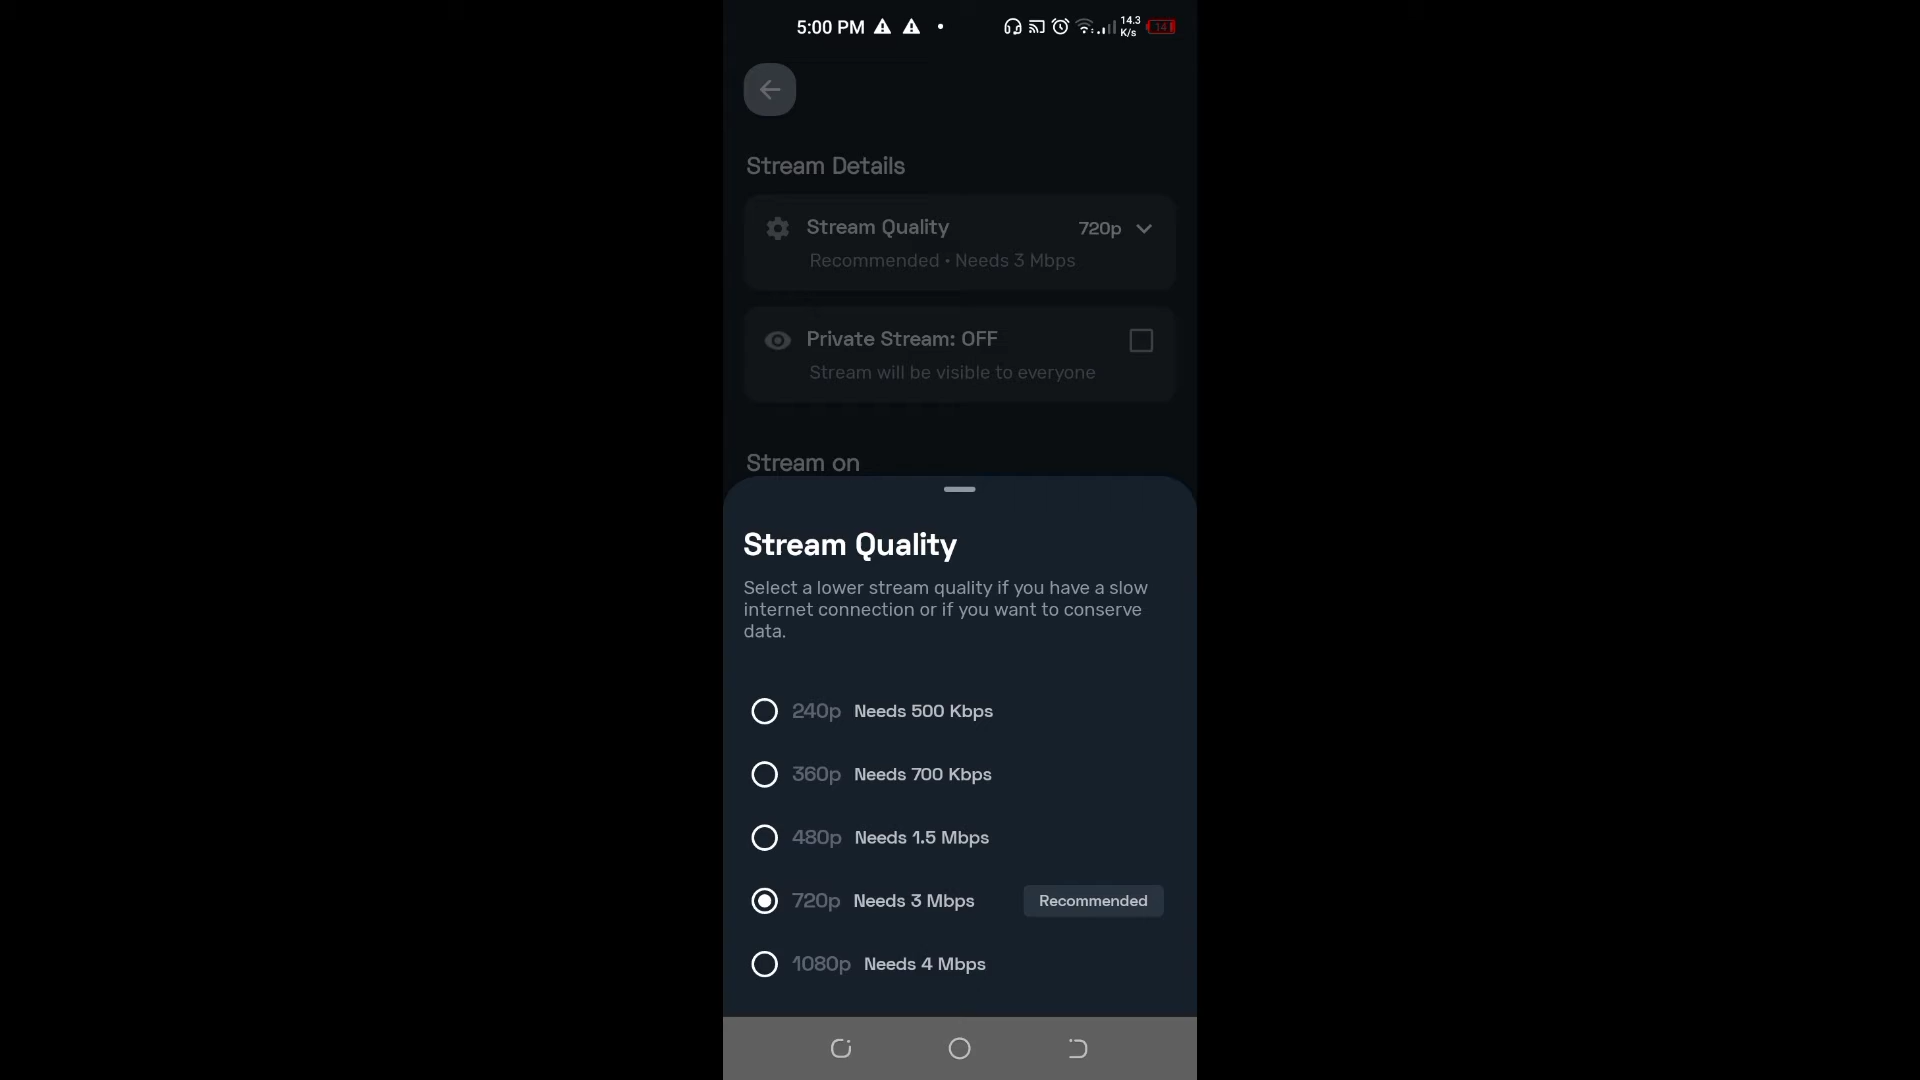 5:00 PM
14.3
K/s
14
Stream Details
Stream Quality
720p
Recommended • Needs 3 Mbps
Private Stream: OFF
Stream will be visible to everyone
Stream on
Stream Quality
Select a lower stream quality if you have a slow
internet connection or if you want to conserve
data.
240p Needs 500 Kbps
360p Needs 700 Kbps
480p Needs 1.5 Mbps
720p Needs 3 Mbps Recommended
1080p Needs 4 Mbps